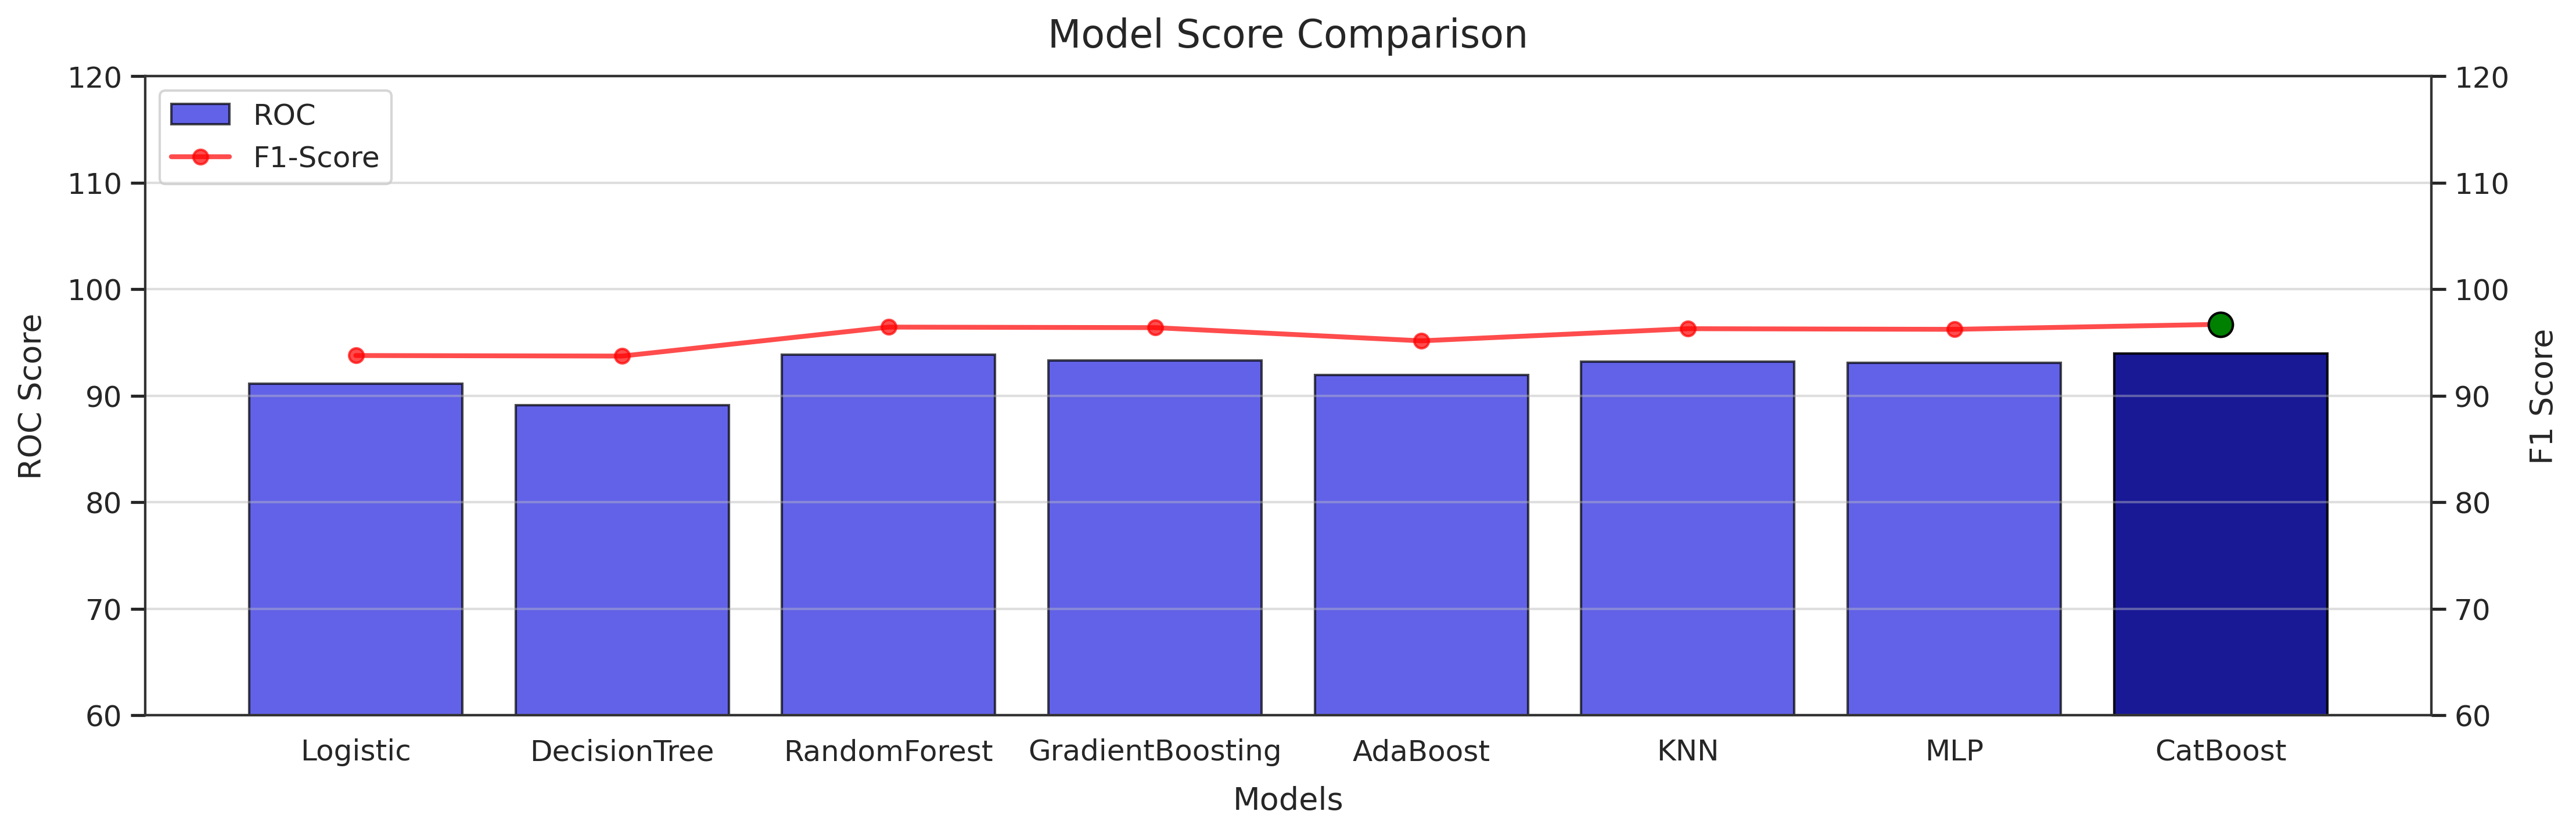 Model Score Comparison
ROC
F1-Score
120
110
100
90
80
70
60
ROC Score
120
110
100
90
80
70
60
F1 Score
Logistic DecisionTree RandomForest GradientBoosting AdaBoost KNN MLP CatBoost
Models